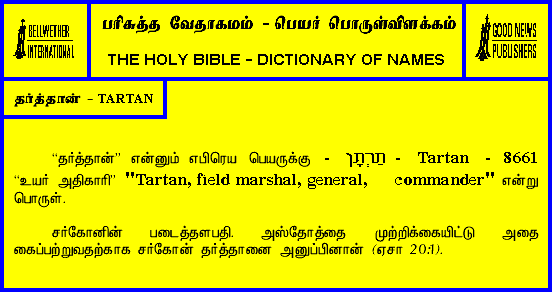 BELLWETHER
INTERNATIONAL
பரிசுத்த வேதாகமம் - பெயர் பொருள்விளக்கம்
THE HOLY BIBLE - DICTIONARY OF NAMES
GOOD NEWS
PUBLISHERS
தர்த்தான் - TARTAN
“தர்த்தான்” என்னும் எபிரெய பெயருக்கு - תַּרְתָּן - Tartan - 8661
“உயர் அதிகாரி” "Tartan, field marshal, general, commander" என்று
பொருள்.
சர்கோனின் படைத்தளபதி. அஸ்தோத்தை முற்றிக்கையிட்டு அதை
கைப்பற்றுவதற்காக சர்கோன் தர்த்தானை அனுப்பினான் (ஏசா 20:1).